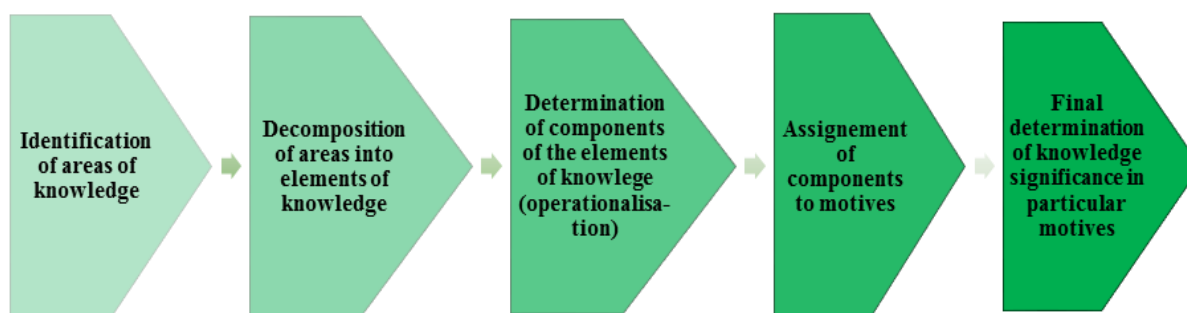 Identification
of areas of
knowledge
Decomposition
of areas into
elements of
knowledge
Determination
of components
of the elements
of knowlege
(operationalisa-
tion)
Assignement
of
components
to motives
Final
determination
of knowledge
significance in
particular
motives